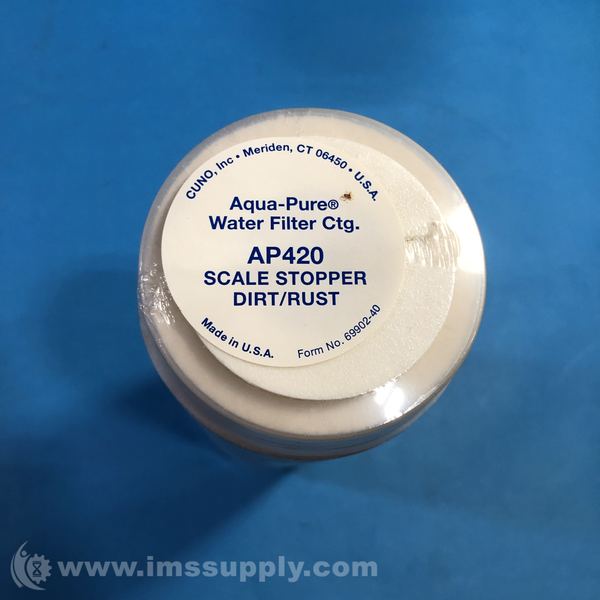 CUNO, Inc • Meriden, CT 06450 • U.S.A.
Aqua-Pure®
Water Filter Ctg.
AP420
SCALE STOPPER
DIRT/RUST
Made in U.S.A.
Form No. 69902-40
www.imssupply.com